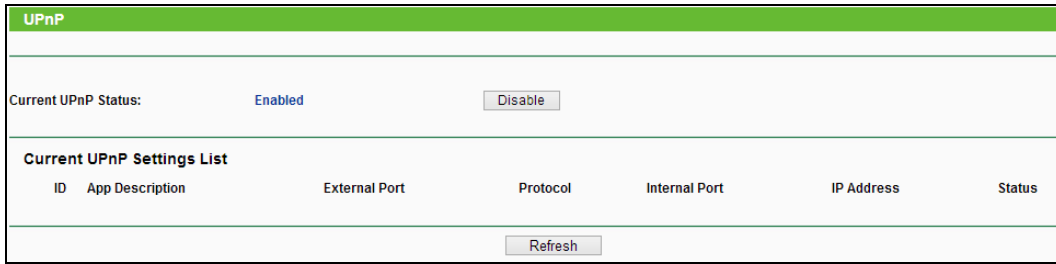 UPnP
Current UPnP Status: Enabled Disable
Current UPnP Settings List
ID App Description External Port Protocol Internal Port IP Address Status
Refresh